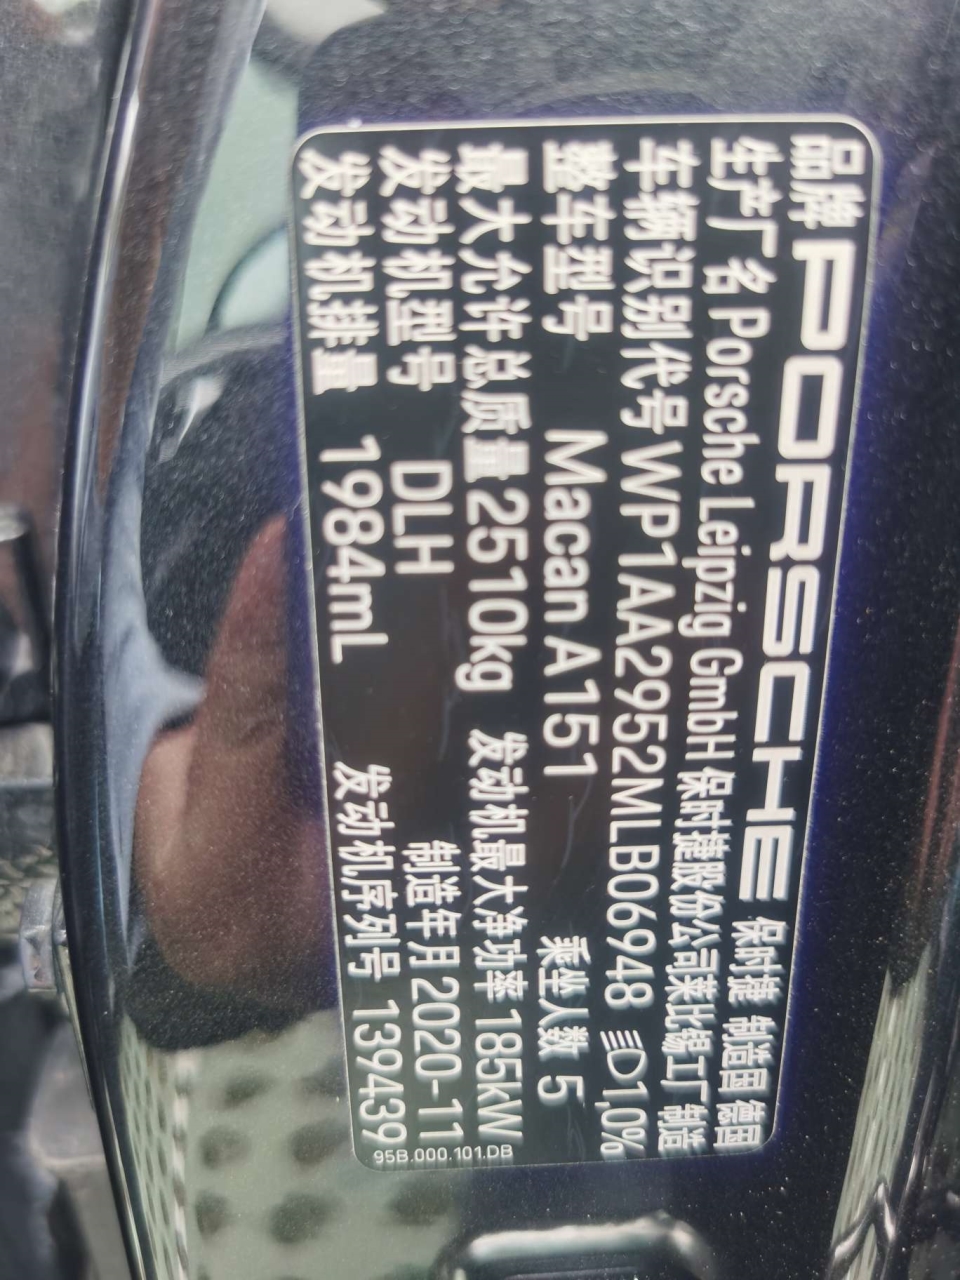 品牌 PORSCHE 保时捷 制造国 德国
生产厂名 Porsche Leipzig GmbH 保时捷股份公司莱比锡工厂制造
车辆识别代号 WP1AA2952MLB06948 1,0%
整车型号 Macan A151 乘坐人数 5
最大允许总质量 2510kg 发动机最大净功率 185kW
发动机型号 DLH 制造年月 2020-11
发动机排量 1984mL 发动机序列号 139439
95B.000.101.DB